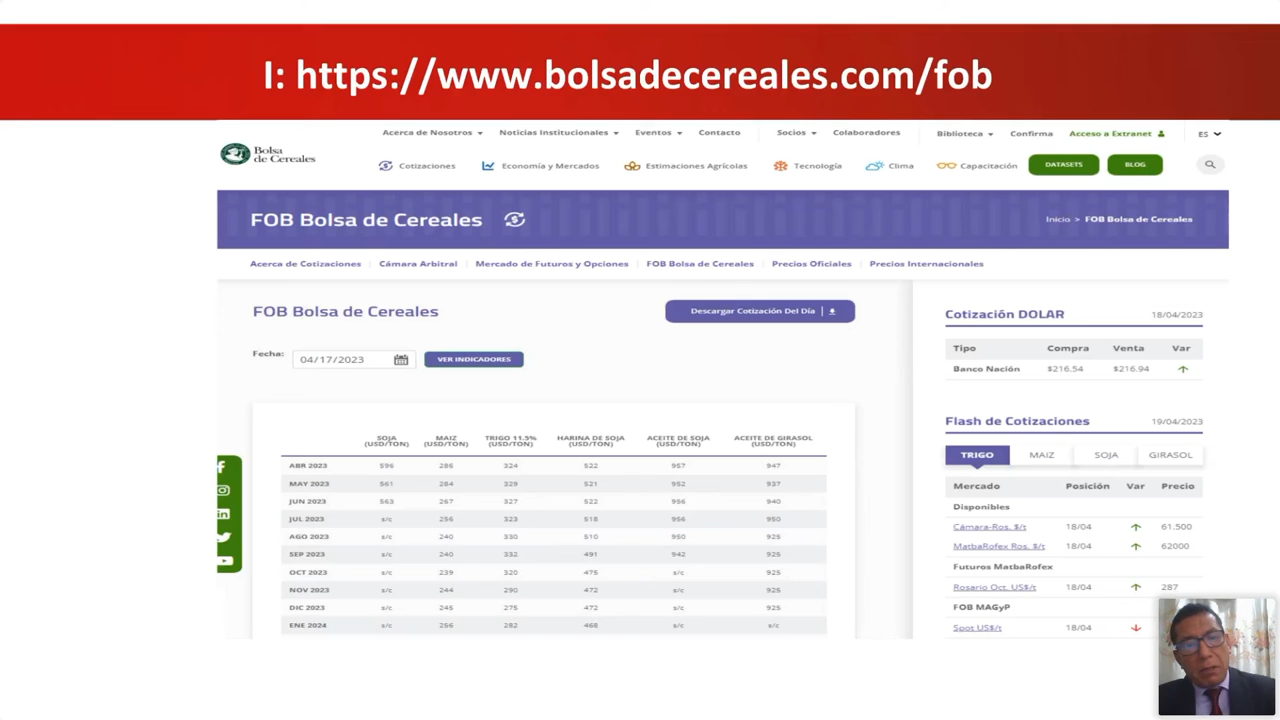 I: https://www.bolsadecereales.com/fob
Acerca de Nosotros Noticias Institucionales Eventos Contacto Socios Colaboradores Biblioteca Confirma Acceso a Extranet ES
Bolsa
de Cereales
Cotizaciones Economía y Mercados Estimaciones Agrícolas Tecnología Clima Capacitación DATASETS BLOG
FOB Bolsa de Cereales
Inicio > FOB Bolsa de Cereales
Acerca de Cotizaciones Cámara Arbitral Mercado de Futuros y Opciones FOB Bolsa de Cereales Precios Oficiales Precios Internacionales
FOB Bolsa de Cereales
Descargar Cotización Del Día
Fecha: 04/17/2023 VER INDICADORES
SOJA (USD/TON) MAIZ (USD/TON) TRIGO 11.5% (USD/TON) HARINA DE SOJA (USD/TON) ACEITE DE SOJA (USD/TON) ACEITE DE GIRASOL (USD/TON)
ABR 2023 596 286 324 522 957 947
MAY 2023 561 284 329 521 952 937
JUN 2023 563 267 327 522 956 940
JUL 2023 s/c 256 323 518 956 950
AGO 2023 s/c 240 330 510 950 925
SEP 2023 s/c 240 332 491 942 925
OCT 2023 s/c 239 320 475 s/c 925
NOV 2023 s/c 244 290 472 s/c 925
DIC 2023 s/c 245 275 472 s/c 925
ENE 2024 s/c 256 282 468 s/c s/c
Cotización DOLAR 18/04/2023
Tipo Compra Venta Var
Banco Nación $216.54 $216.94
Flash de Cotizaciones 19/04/2023
TRIGO MAIZ SOJA GIRASOL
Mercado Posición Var Precio
Disponibles
Cámara-Ros. $/t 18/04 61.500
MatbaRofex Ros. $/t 18/04 62000
Futuros MatbaRofex
Rosario Oct. US$/t 18/04 287
FOB MAGyP
Spot US$/t 18/04